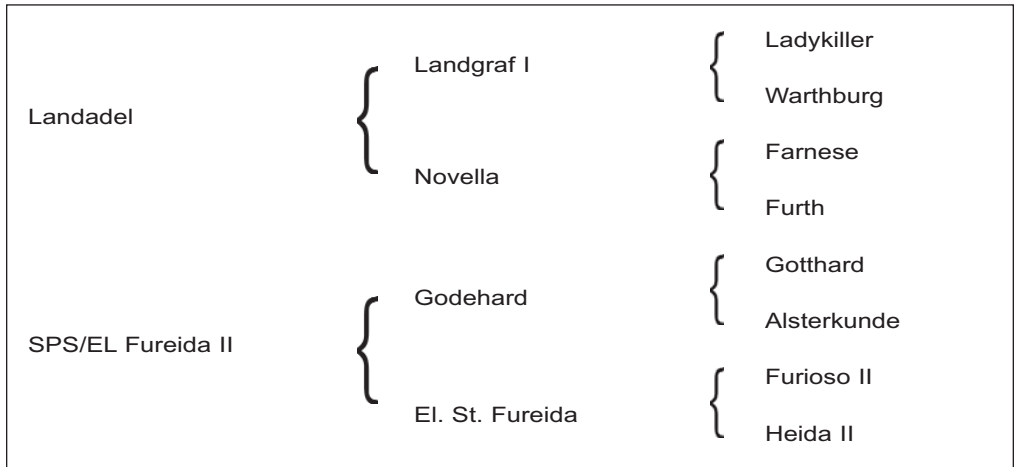 Ladykiller
Landgraf I
Warthburg
Landadel
Farnese
Novella
Furth
Gotthard
Godehard
Alsterkunde
SPS/EL Fureida II
Furioso II
El. St. Fureida
Heida II